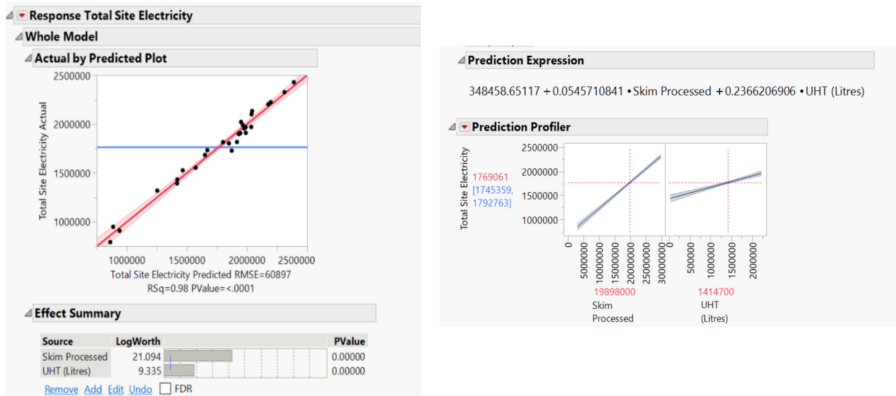 Response Total Site Electricity
Whole Model
Actual by Predicted Plot
2500000
2000000
1500000
1000000
Total Site Electricity Actual
1000000 1500000 2000000 2500000
Total Site Electricity Predicted RMSE=60897
RSq=0.98 PValue=<.0001
Effect Summary
Source LogWorth PValue
Skim Processed 21.094 0.00000
UHT (Litres) 9.335 0.00000
Remove Add Edit Undo FDR
Prediction Expression
348458.65117 + 0.0545710841 • Skim Processed + 0.2366206906 • UHT (Litres)
Prediction Profiler
Total Site Electricity
1769061
[1745359,
1792763]
2500000
2000000
1500000
1000000
0 5000000 10000000 15000000 20000000 25000000 30000000
0 500000 1000000 1500000 2000000
19898000
Skim
Processed
1414700
UHT
(Litres)